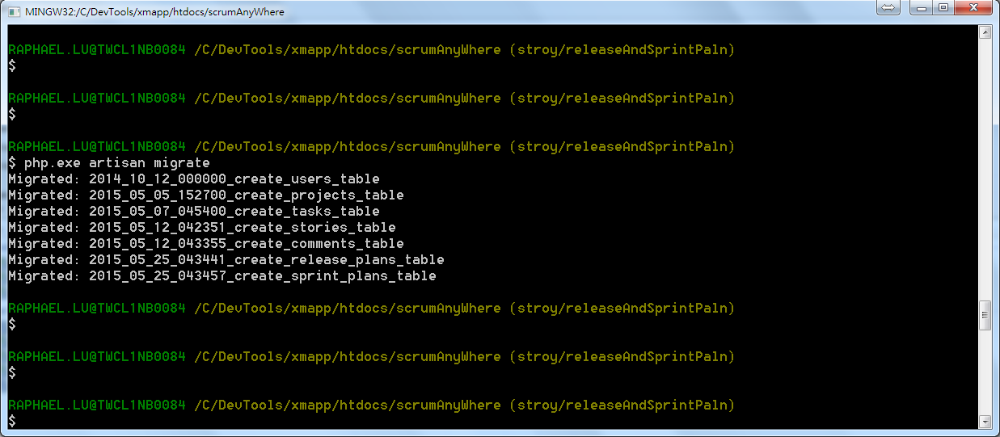 MINGW32:/C/DevTools/xmapp/htdocs/scrumAnyWhere
RAPHAEL.LU@TWCL1NB0084 /C/DevTools/xmapp/htdocs/scrumAnyWhere (stroy/releaseAndSprintPaln)
$
RAPHAEL.LU@TWCL1NB0084 /C/DevTools/xmapp/htdocs/scrumAnyWhere (stroy/releaseAndSprintPaln)
$
RAPHAEL.LU@TWCL1NB0084 /C/DevTools/xmapp/htdocs/scrumAnyWhere (stroy/releaseAndSprintPaln)
$ php.exe artisan migrate
Migrated: 2014_10_12_000000_create_users_table
Migrated: 2015_05_05_152700_create_projects_table
Migrated: 2015_05_07_045400_create_tasks_table
Migrated: 2015_05_12_042351_create_stories_table
Migrated: 2015_05_12_043355_create_comments_table
Migrated: 2015_05_25_043441_create_release_plans_table
Migrated: 2015_05_25_043457_create_sprint_plans_table
RAPHAEL.LU@TWCL1NB0084 /C/DevTools/xmapp/htdocs/scrumAnyWhere (stroy/releaseAndSprintPaln)
$
RAPHAEL.LU@TWCL1NB0084 /C/DevTools/xmapp/htdocs/scrumAnyWhere (stroy/releaseAndSprintPaln)
$
RAPHAEL.LU@TWCL1NB0084 /C/DevTools/xmapp/htdocs/scrumAnyWhere (stroy/releaseAndSprintPaln)
$